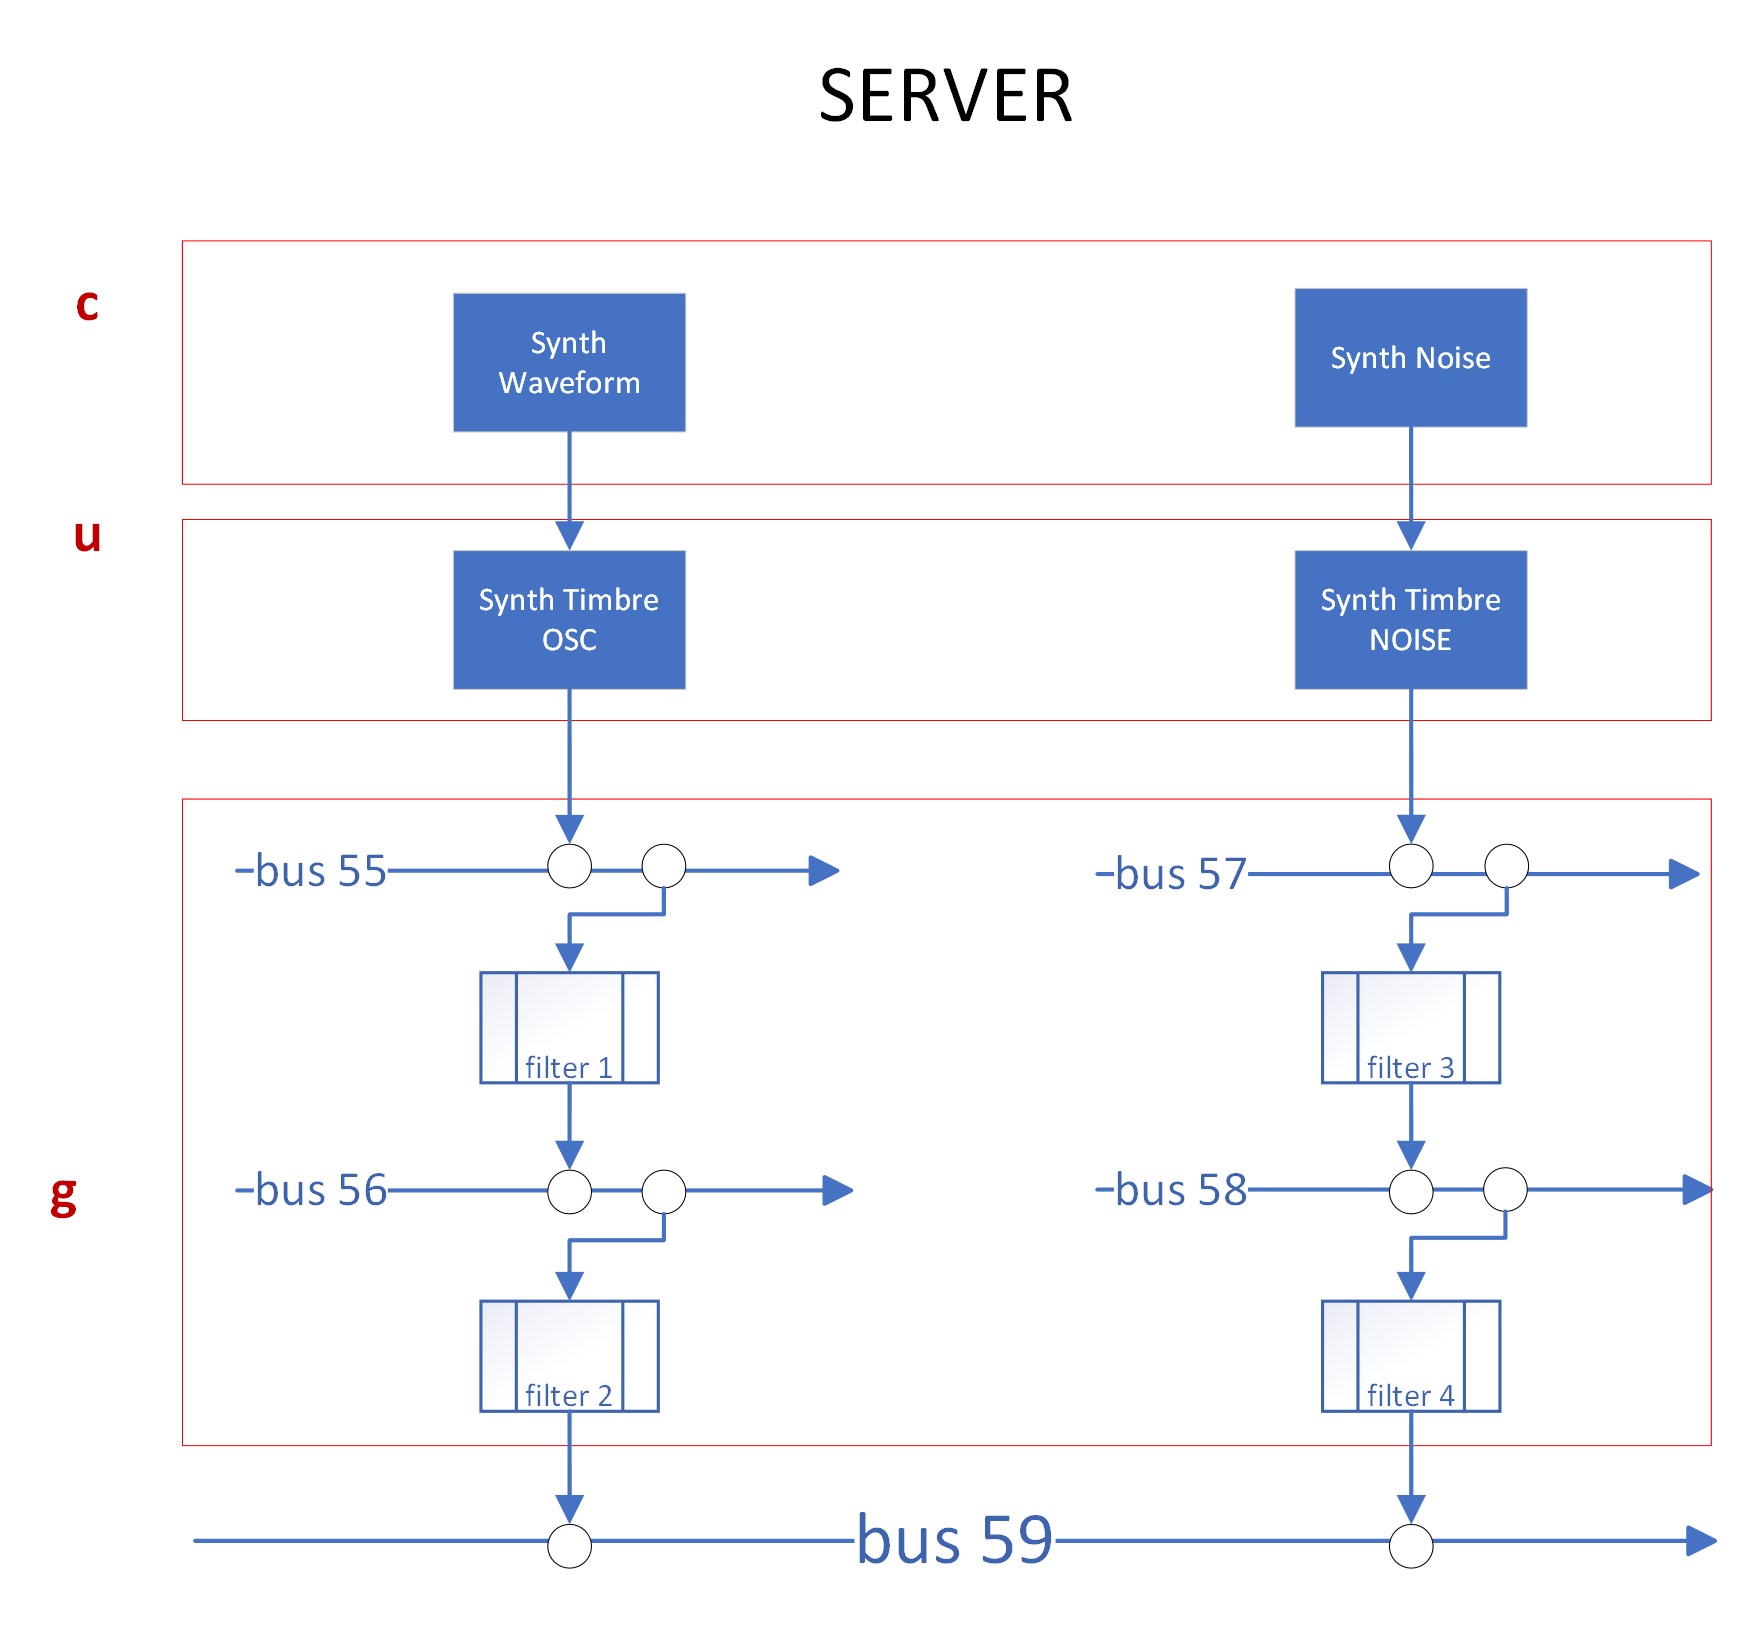 SERVER
c
Synth
Waveform
Synth Noise
u
Synth Timbre
OSC
Synth Timbre
NOISE
bus 55
bus 57
filter 1
filter 3
g
bus 56
bus 58
filter 2
filter 4
bus 59